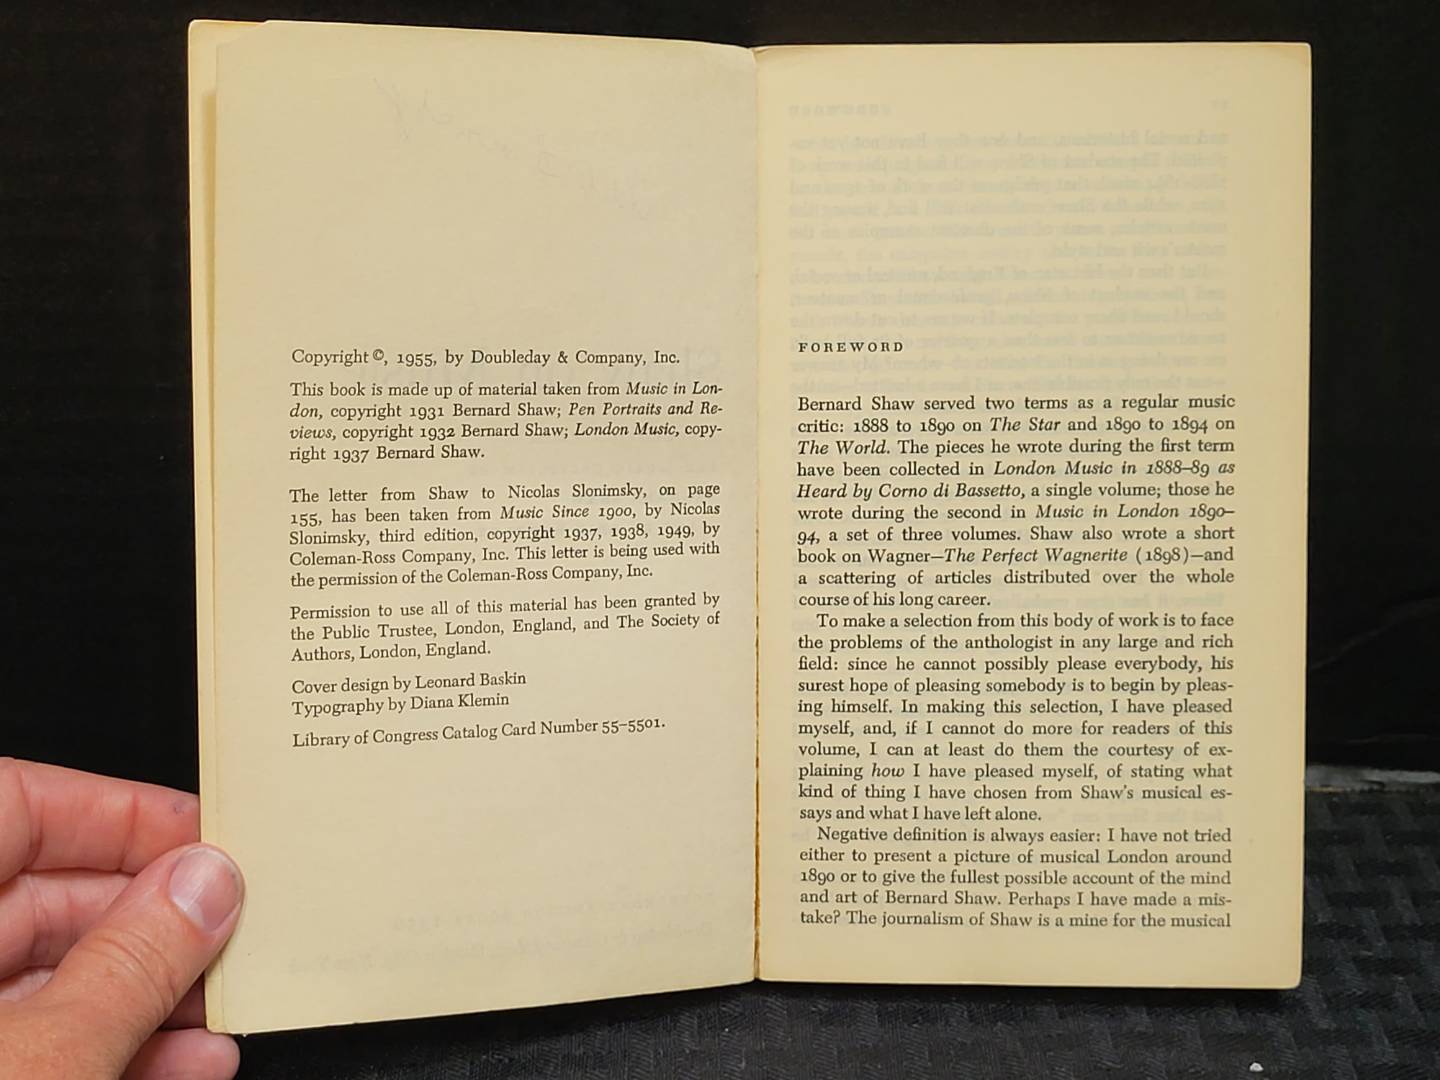 Copyright ©, 1955, by Doubleday & Company, Inc.
This book is made up of material taken from Music in Lon-
don, copyright 1931 Bernard Shaw; Pen Portraits and Re-
views, copyright 1932 Bernard Shaw; London Music, copy-
right 1937 Bernard Shaw.
The letter from Shaw to Nicolas Slonimsky, on page
155, has been taken from Music Since 1900, by Nicolas
Slonimsky, third edition, copyright 1937, 1938, 1949, by
Coleman-Ross Company, Inc. This letter is being used with
the permission of the Coleman-Ross Company, Inc.
Permission to use all of this material has been granted by
the Public Trustee, London, England, and The Society of
Authors, London, England.
Cover design by Leonard Baskin
Typography by Diana Klemin
Library of Congress Catalog Card Number 55–5501.
FOREWORD
Bernard Shaw served two terms as a regular music
critic: 1888 to 1890 on The Star and 1890 to 1894 on
The World. The pieces he wrote during the first term
have been collected in London Music in 1888–89 as
Heard by Corno di Bassetto, a single volume; those he
wrote during the second in Music in London 1890–
94, a set of three volumes. Shaw also wrote a short
book on Wagner—The Perfect Wagnerite (1898)—and
a scattering of articles distributed over the whole
course of his long career.
To make a selection from this body of work is to face
the problems of the anthologist in any large and rich
field: since he cannot possibly please everybody, his
surest hope of pleasing somebody is to begin by pleas-
ing himself. In making this selection, I have pleased
myself, and, if I cannot do more for readers of this
volume, I can at least do them the courtesy of ex-
plaining how I have pleased myself, of stating what
kind of thing I have chosen from Shaw's musical es-
says and what I have left alone.
Negative definition is always easier: I have not tried
either to present a picture of musical London around
1890 or to give the fullest possible account of the mind
and art of Bernard Shaw. Perhaps I have made a mis-
take? The journalism of Shaw is a mine for the musical